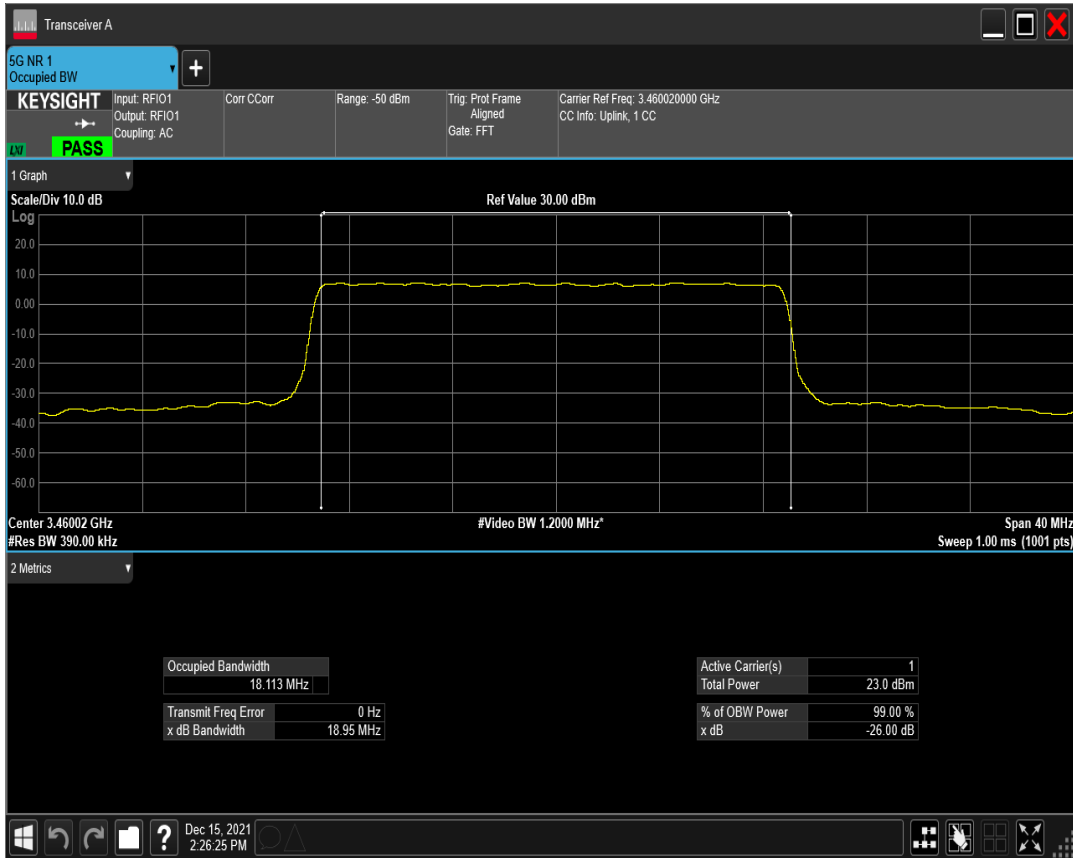 Transceiver A
5G NR 1
Occupied BW
KEYSIGHT
LXI
PASS
Input: RFIO1
Output: RFIO1
Coupling: AC
Corr CCorr
Range: -50 dBm
Trig: Prot Frame
Aligned
Gate: FFT
Carrier Ref Freq: 3.460020000 GHz
CC Info: Uplink, 1 CC
1 Graph
Scale/Div 10.0 dB
Ref Value 30.00 dBm
Log
20.0
10.0
0.00
-10.0
-20.0
-30.0
-40.0
-50.0
-60.0
Center 3.46002 GHz
#Video BW 1.2000 MHz*
Span 40 MHz
#Res BW 390.00 kHz
Sweep 1.00 ms (1001 pts)
2 Metrics
Occupied Bandwidth
18.113 MHz
Transmit Freq Error 0 Hz
x dB Bandwidth 18.95 MHz
Active Carrier(s) 1
Total Power 23.0 dBm
% of OBW Power 99.00 %
x dB -26.00 dB
Dec 15, 2021
2:26:25 PM